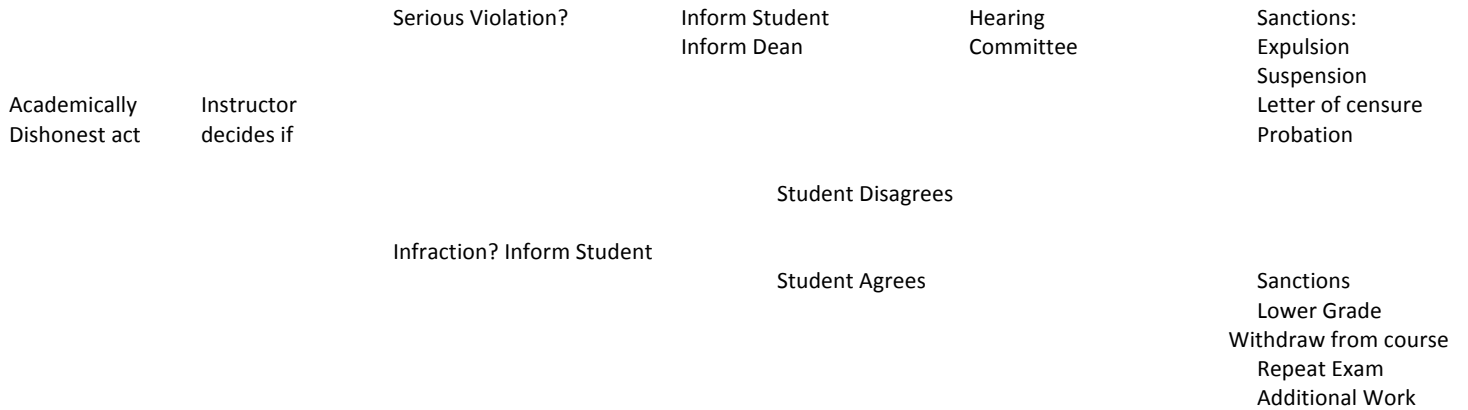 Serious Violation?
Inform Student
Inform Dean
Hearing
Committee
Sanctions:
Expulsion
Suspension
Letter of censure
Probation
Academically
Dishonest act
Instructor
decides if
Student Disagrees
Infraction? Inform Student
Student Agrees
Sanctions
Lower Grade
Withdraw from course
Repeat Exam
Additional Work